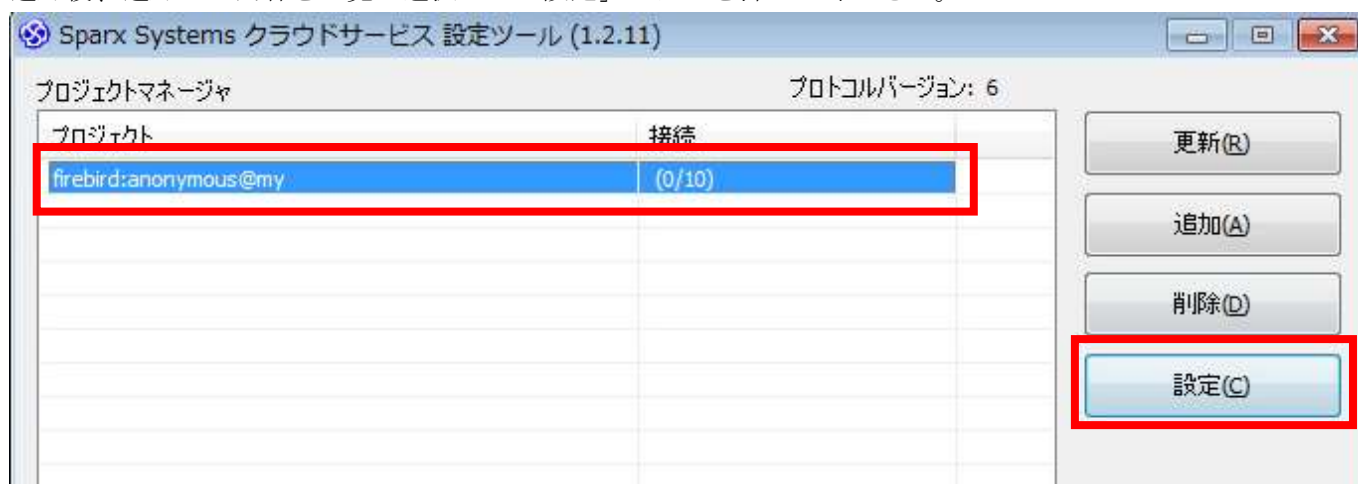 Sparx Systems クラウドサービス 設定ツール (1.2.11)
プロジェクトマネージャ
プロトコルバージョン: 6
プロジェクト 接続
firebird:anonymous@my (0/10)
更新(R)
追加(A)
削除(D)
設定(C)